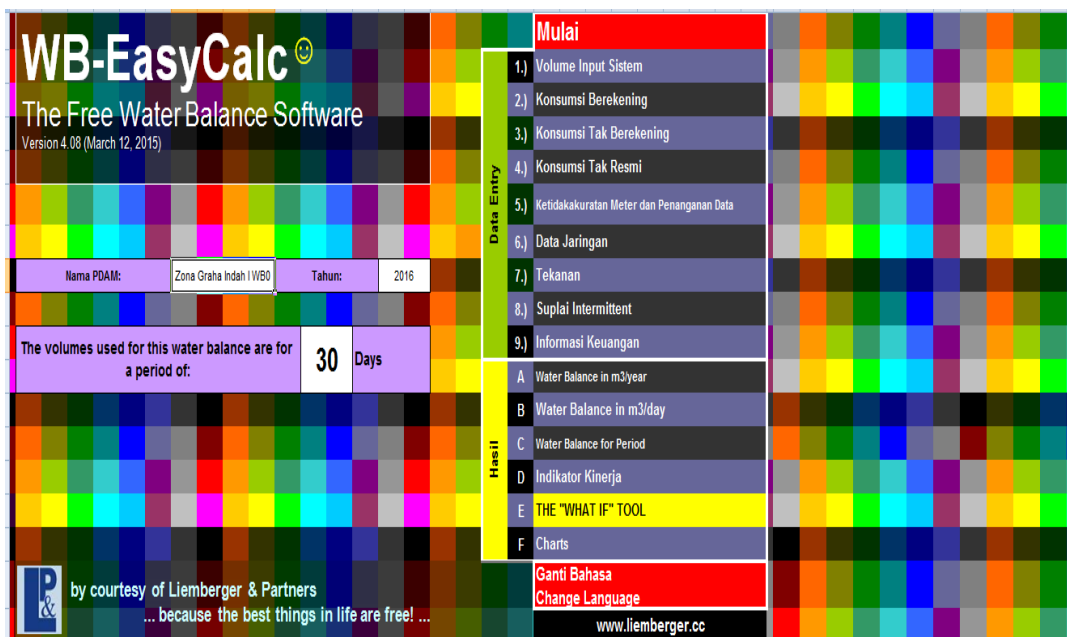 WB-EasyCalc
The Free Water Balance Software
Version 4.08 (March 12, 2015)
Nama PDAM:
Zona Graha Indah I WB0
Tahun:
2016
The volumes used for this water balance are for
a period of:
30
Days
L&P
by courtesy of Liemberger & Partners
... because the best things in life are free! ...
Mulai
Data Entry
1.) Volume Input Sistem
2.) Konsumsi Berekening
3.) Konsumsi Tak Berekening
4.) Konsumsi Tak Resmi
5.) Ketidakakuratan Meter dan Penanganan Data
6.) Data Jaringan
7.) Tekanan
8.) Suplai Intermittent
9.) Informasi Keuangan
Hasil
A Water Balance in m3/year
B Water Balance in m3/day
C Water Balance for Period
D Indikator Kinerja
E THE "WHAT IF" TOOL
F Charts
Ganti Bahasa
Change Language
www.liemberger.cc